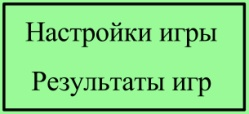 Настройки игры
Результаты игр